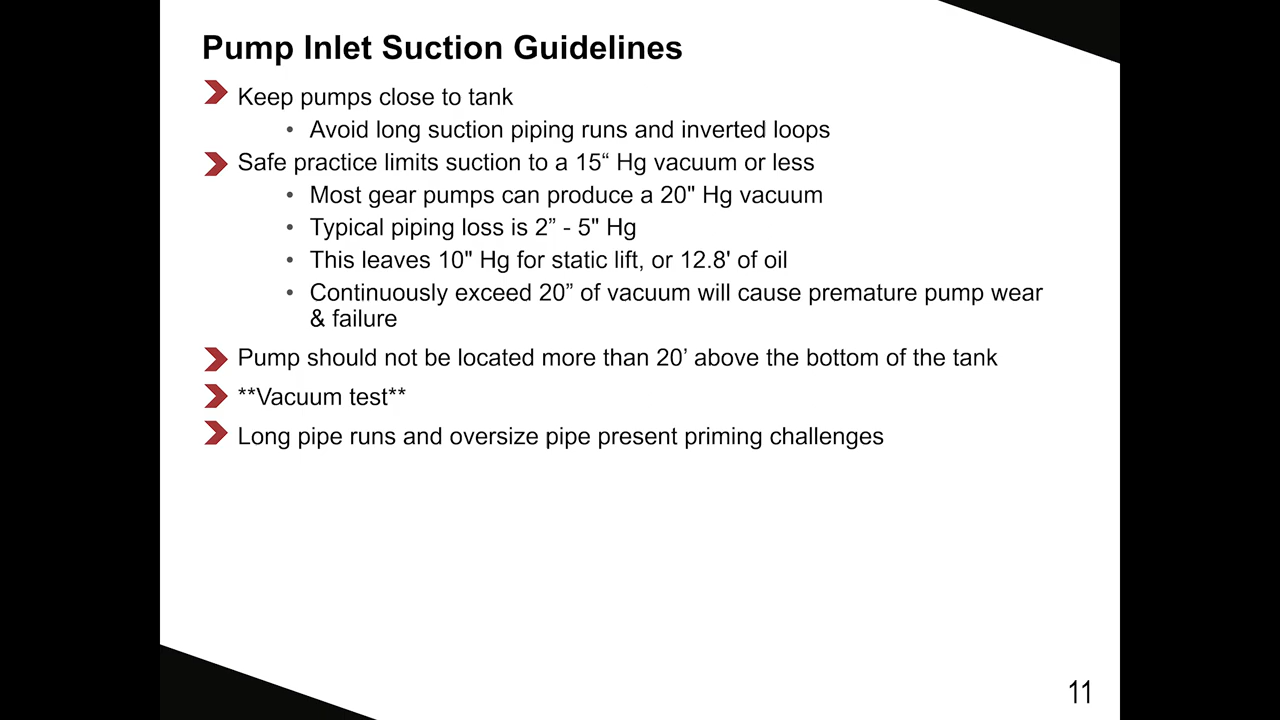 Pump Inlet Suction Guidelines
Keep pumps close to tank
• Avoid long suction piping runs and inverted loops
Safe practice limits suction to a 15“ Hg vacuum or less
• Most gear pumps can produce a 20" Hg vacuum
• Typical piping loss is 2” - 5" Hg
• This leaves 10" Hg for static lift, or 12.8' of oil
• Continuously exceed 20” of vacuum will cause premature pump wear
& failure
Pump should not be located more than 20’ above the bottom of the tank
**Vacuum test**
Long pipe runs and oversize pipe present priming challenges
11